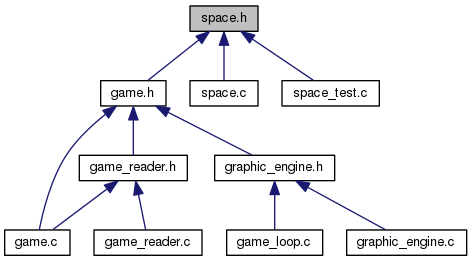 space.h
game.h
space.c
space_test.c
game_reader.h
graphic_engine.h
game.c
game_reader.c
game_loop.c
graphic_engine.c